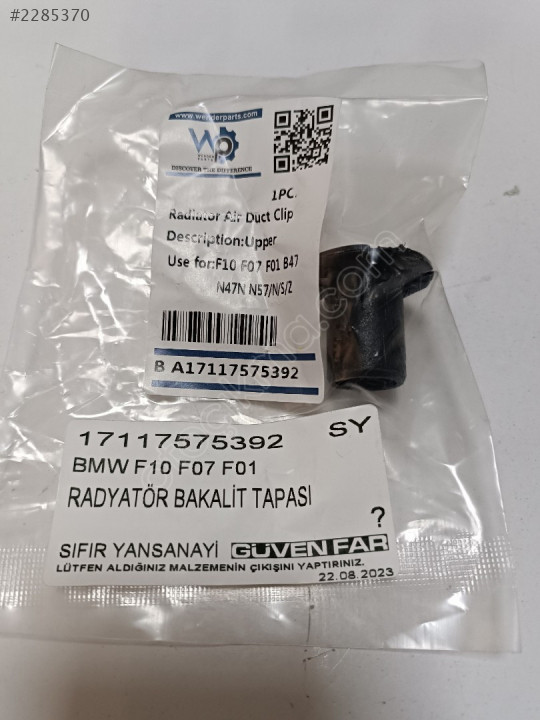 #2285370
www.wenderparts.com
WP
DISCOVER THE DIFFERENCE
1PC.
Radiator Air Duct Clip
Description:Upper
Use for:F10 F07 F01 B47
N47N N57/N/S/Z
B A17117575392
17117575392 SY
BMW F10 F07 F01
RADYATÖR BAKALİT TAPASI
?
SIFIR YANSANAYİ GÜVEN FAR
LÜTFEN ALDIĞINIZ MALZEMENİN ÇIKIŞINI YAPTIRINIZ.
22.08.2023